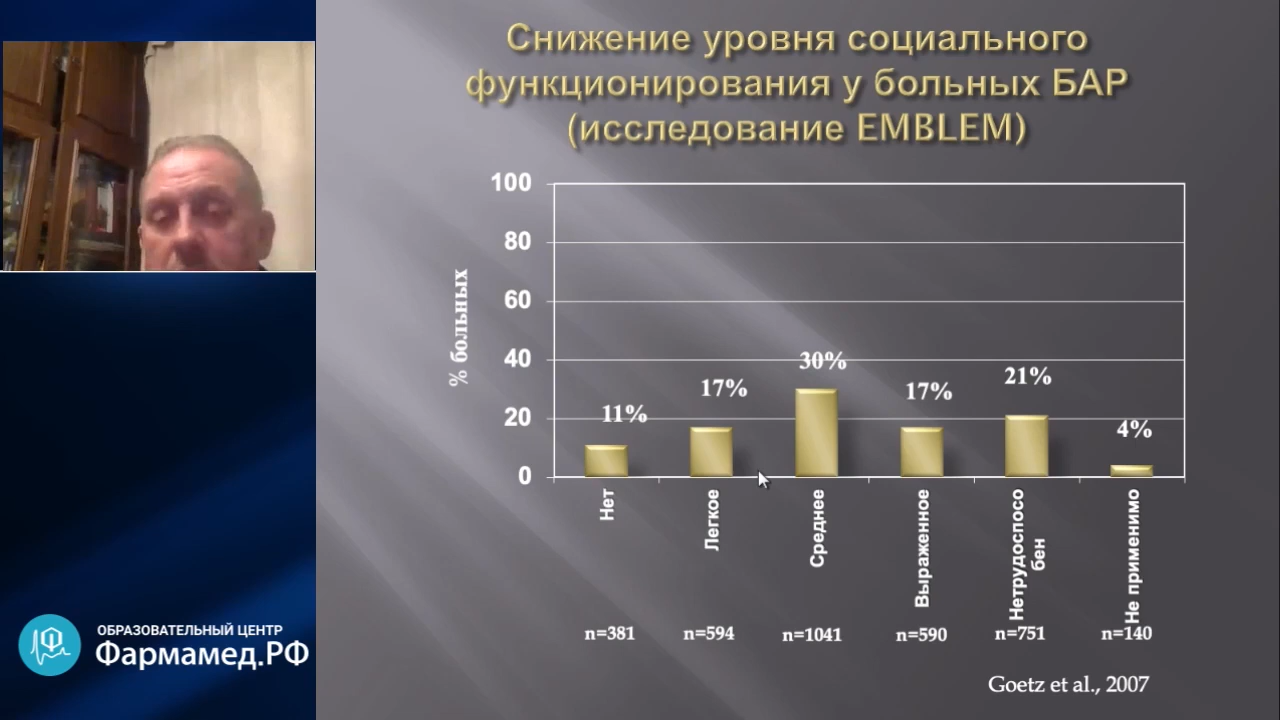 Снижение уровня социального
функционирования у больных БАР
(исследование EMBLEM)
% больных
100
80
60
40
20
0
11%
17%
30%
17%
21%
4%
Нет
Легкое
Среднее
Выраженное
Нетрудоспосо
бен
Не применимо
n=381
n=594
n=1041
n=590
n=751
n=140
Goetz et al., 2007
ОБРАЗОВАТЕЛЬНЫЙ ЦЕНТР
Фармамед.РФ